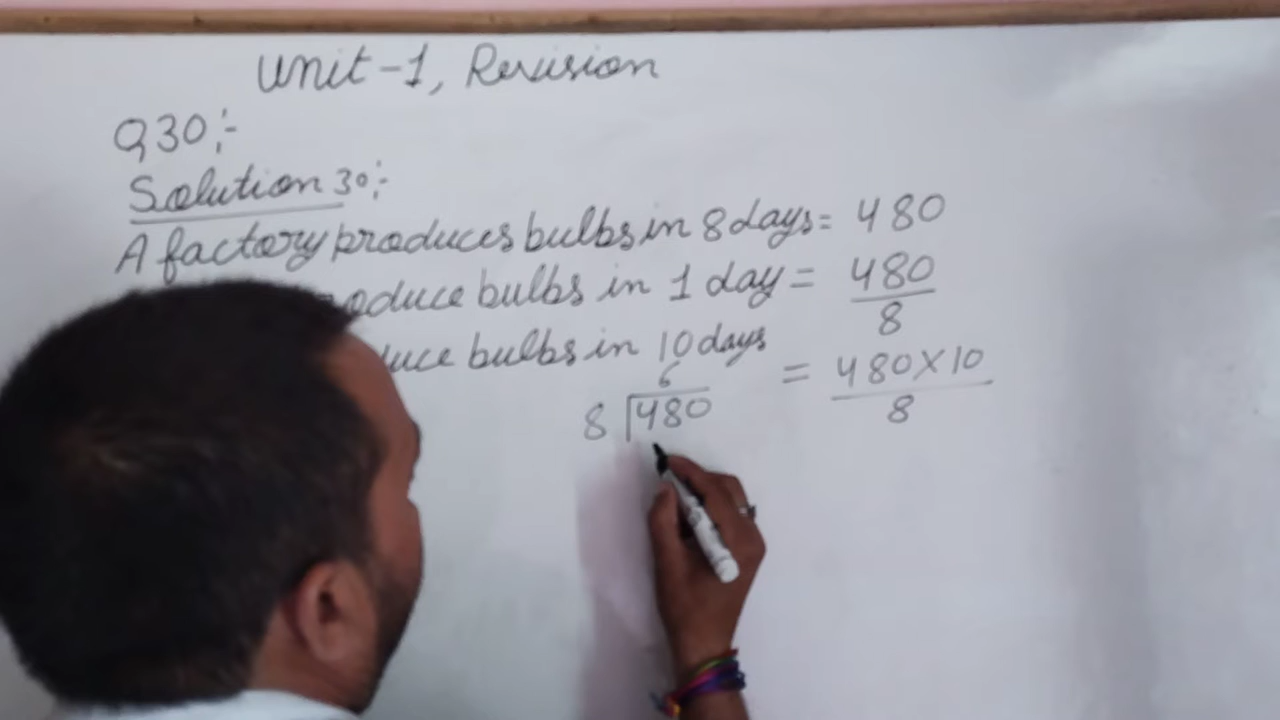 Unit-1, Revision
Q30:-
Solution 30:-
A factory produces bulbs in 8 days = 480
bulbs in 1 day = 480
8
bulbs in 10 days
= 480 X 10
8
6
8 480